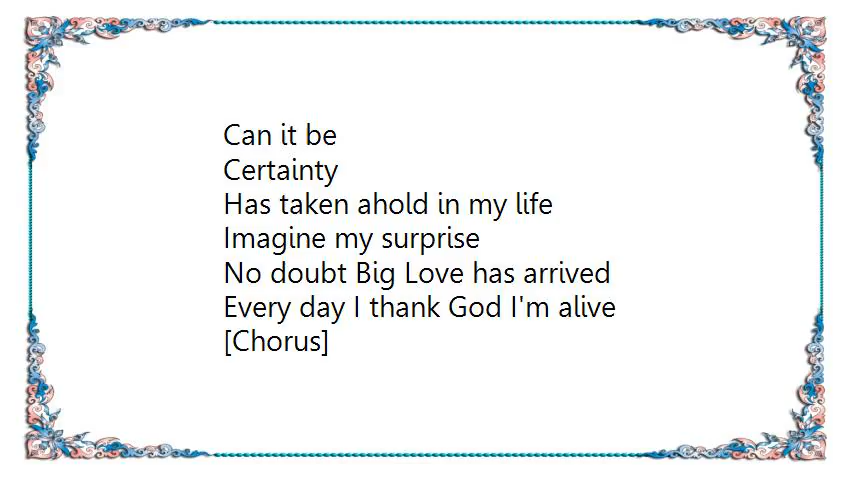 Can it be
Certainty
Has taken ahold in my life
Imagine my surprise
No doubt Big Love has arrived
Every day I thank God I'm alive
[Chorus]